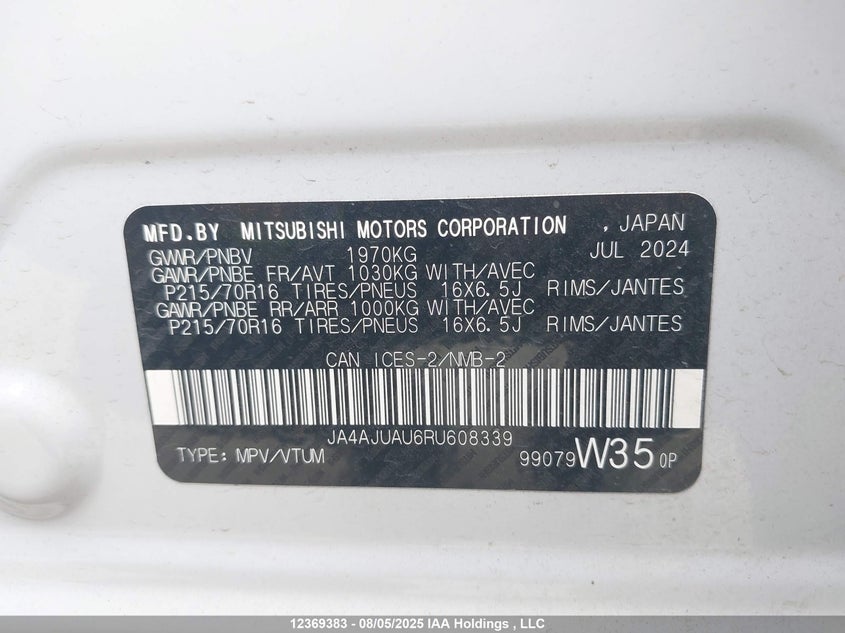 MFD.BY MITSUBISHI MOTORS CORPORATION , JAPAN
GVWR/PNBV 1970KG JUL 2024
GAWR/PNBE FR/AVT 1030KG WITH/AVEC
P215/70R16 TIRES/PNEUS 16X6.5J RIMS/JANTES
GAWR/PNBE RR/ARR 1000KG WITH/AVEC
P215/70R16 TIRES/PNEUS 16X6.5J RIMS/JANTES
CAN ICES-2/NMB-2
JA4AJUAU6RU608339
TYPE: MPV/VTUM 99079W35 0P
12369383 - 08/05/2025 IAA Holdings , LLC